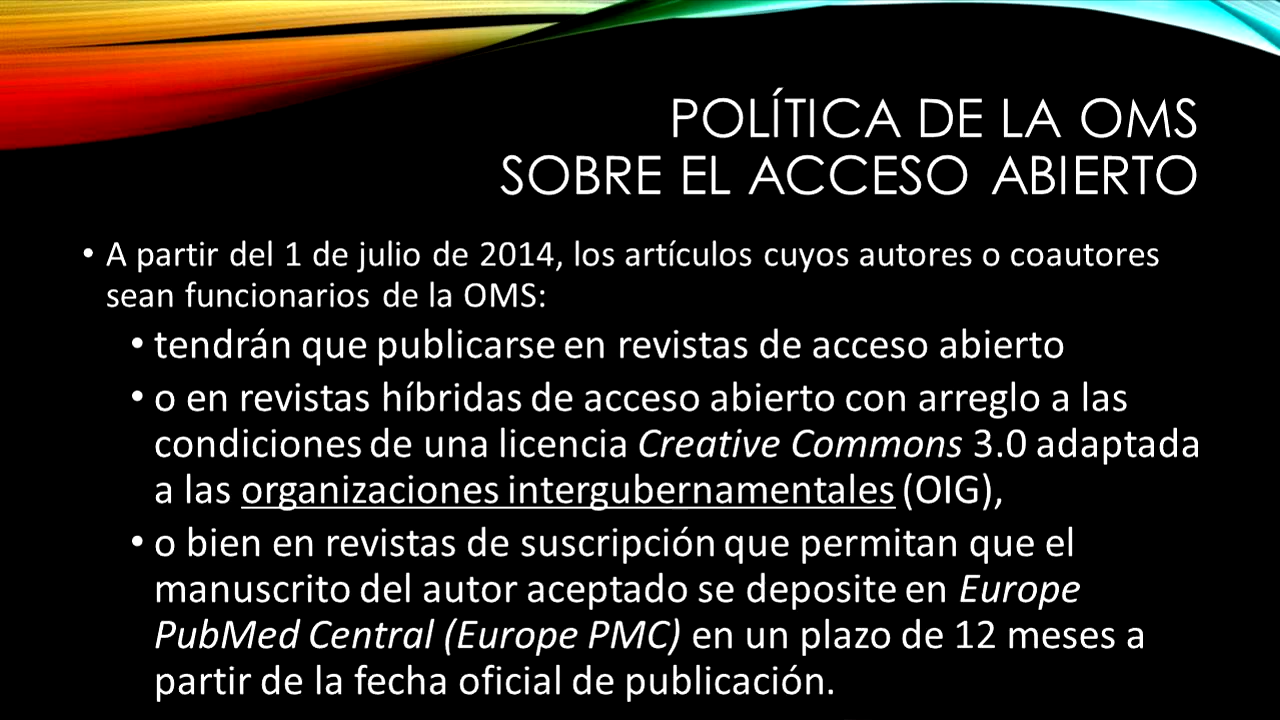 POLÍTICA DE LA OMS
SOBRE EL ACCESO ABIERTO
• A partir del 1 de julio de 2014, los artículos cuyos autores o coautores
sean funcionarios de la OMS:
• tendrán que publicarse en revistas de acceso abierto
• o en revistas híbridas de acceso abierto con arreglo a las
condiciones de una licencia Creative Commons 3.0 adaptada
a las organizaciones intergubernamentales (OIG),
• o bien en revistas de suscripción que permitan que el
manuscrito del autor aceptado se deposite en Europe
PubMed Central (Europe PMC) en un plazo de 12 meses a
partir de la fecha oficial de publicación.